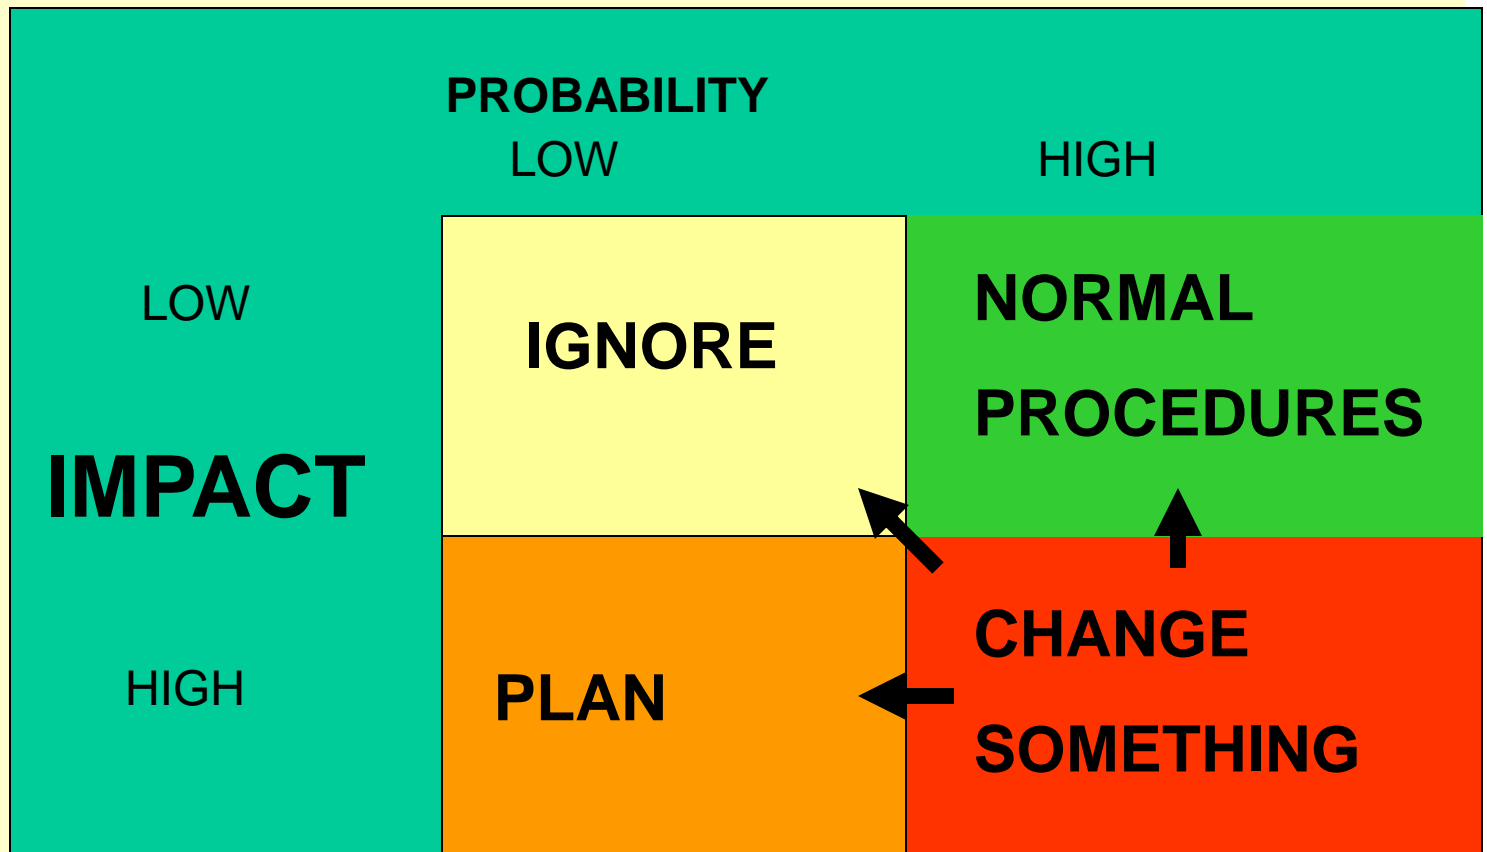 PROBABILITY
LOW
HIGH
LOW
IGNORE
NORMAL
PROCEDURES
IMPACT
HIGH
PLAN
CHANGE
SOMETHING